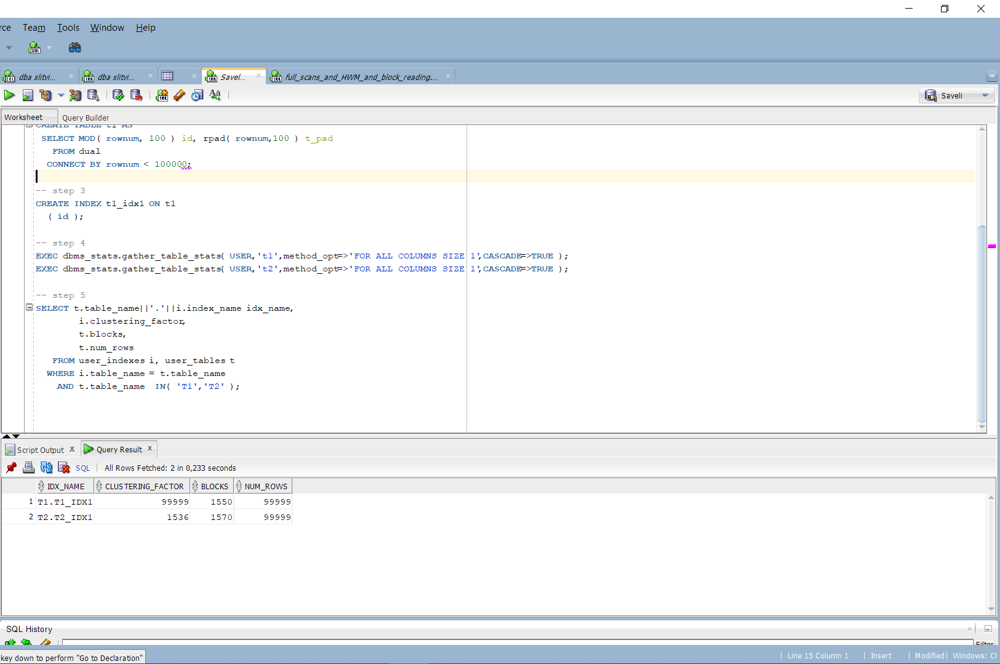 rce Team Tools Window Help
dba slitvi... dba slitvi... Savel... full_scans_and_HWM_and_block_reading....
Saveli
Worksheet Query Builder
CREATE TABLE t1 AS
SELECT MOD( rownum, 100 ) id, rpad( rownum,100 ) t_pad
FROM dual
CONNECT BY rownum < 100000;
-- step 3
CREATE INDEX t1_idx1 ON t1
( id );
-- step 4
EXEC dbms_stats.gather_table_stats( USER,'t1',method_opt=>'FOR ALL COLUMNS SIZE 1',CASCADE=>TRUE );
EXEC dbms_stats.gather_table_stats( USER,'t2',method_opt=>'FOR ALL COLUMNS SIZE 1',CASCADE=>TRUE );
-- step 5
SELECT t.table_name||'.'||i.index_name idx_name,
i.clustering_factor,
t.blocks,
t.num_rows
FROM user_indexes i, user_tables t
WHERE i.table_name = t.table_name
AND t.table_name IN( 'T1','T2' );
Script Output x Query Result x
SQL | All Rows Fetched: 2 in 0,233 seconds
IDX_NAME CLUSTERING_FACTOR BLOCKS NUM_ROWS
1 T1.T1_IDX1 99999 1550 99999
2 T2.T2_IDX1 1536 1570 99999
SQL History
Filter
key down to perform "Go to Declaration" | Line 15 Column 1 | Insert | Modified | Windows: C